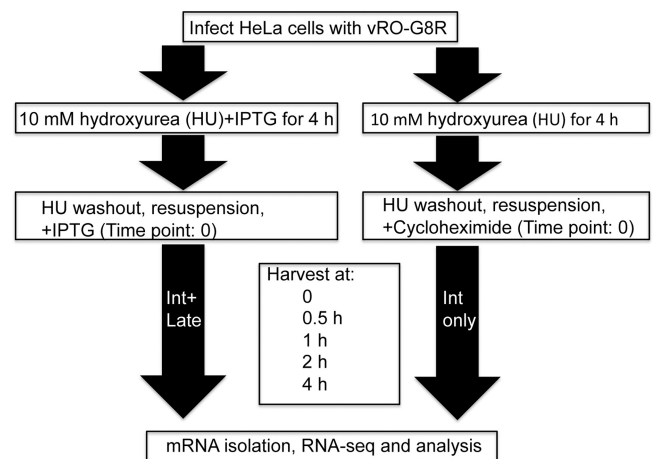 Infect HeLa cells with vRO-G8R
10 mM hydroxyurea (HU)+IPTG for 4 h
10 mM hydroxyurea (HU) for 4 h
HU washout, resuspension,
+IPTG (Time point: 0)
HU washout, resuspension,
+Cycloheximide (Time point: 0)
Int+
Late
Harvest at:
0
0.5 h
1 h
2 h
4 h
Int
only
mRNA isolation, RNA-seq and analysis